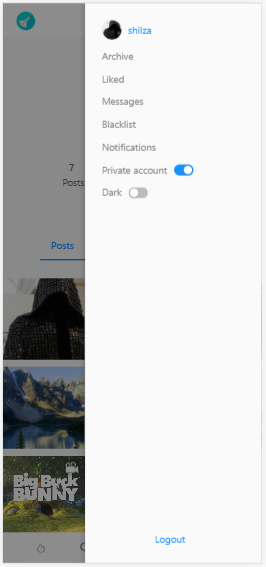 shilza
Archive
Liked
Messages
Blacklist
Notifications
Private account
Dark
7
Posts
Posts
BIG BUCK
BUNNY
Logout